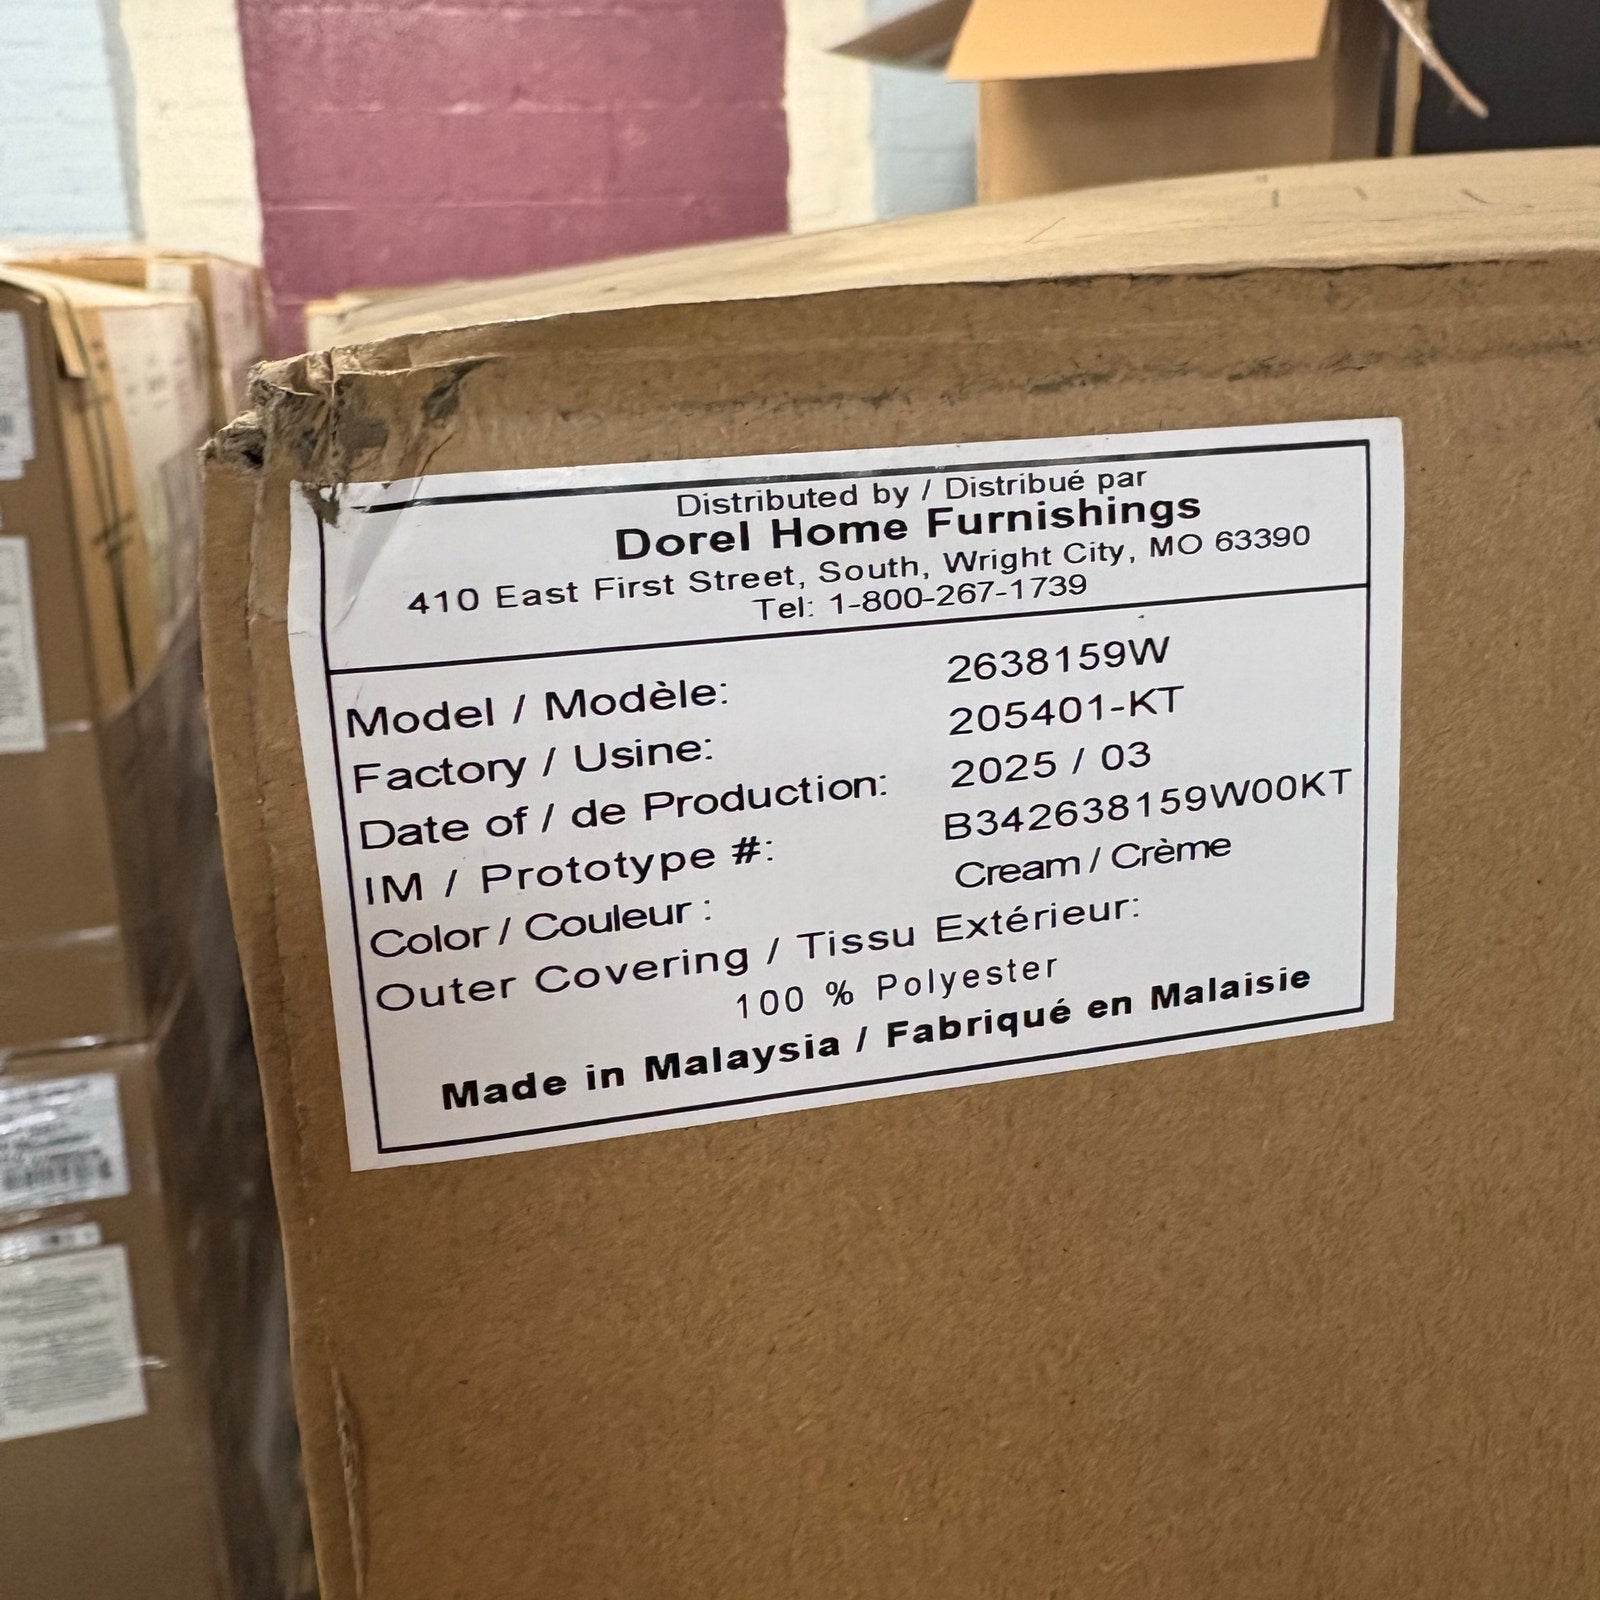 Distributed by / Distribué par
Dorel Home Furnishings
410 East First Street, South, Wright City, MO 63390
Tel: 1-800-267-1739
Model / Modèle: 2638159W
Factory / Usine: 205401-KT
Date of / de Production: 2025 / 03
IM / Prototype #: B342638159W00KT
Color / Couleur : Cream / Crème
Outer Covering / Tissu Extérieur:
100 % Polyester
Made in Malaysia / Fabriqué en Malaisie